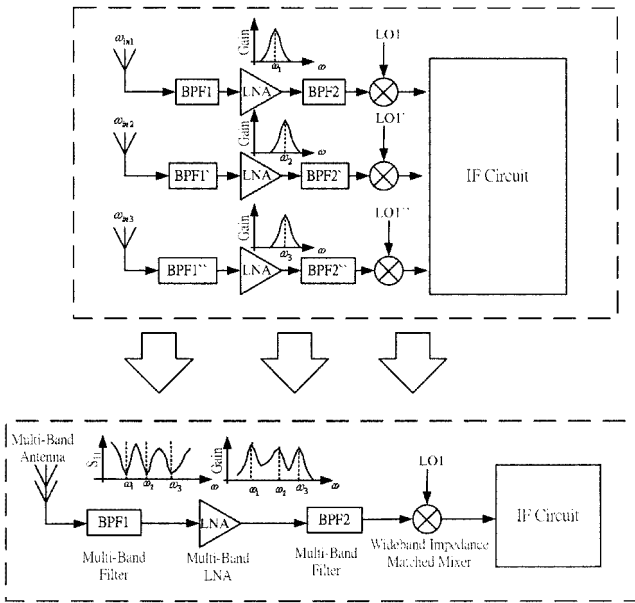 ω_in1
Gain
ω_1 ω
LO1
BPF1 LNA BPF2
ω_in2
Gain
ω_2 ω
LO1`
BPF1` LNA BPF2`
IF Circuit
ω_in3
Gain
ω_3 ω
LO1``
BPF1`` LNA BPF2``
Multi-Band
Antenna
S_11
ω_1 ω_2 ω_3 ω
Gain
ω_1 ω_2 ω_3 ω
LO1
BPF1 LNA BPF2
IF Circuit
Multi-Band
Filter
Multi-Band
LNA
Multi-Band
Filter
Wideband Impedance
Matched Mixer